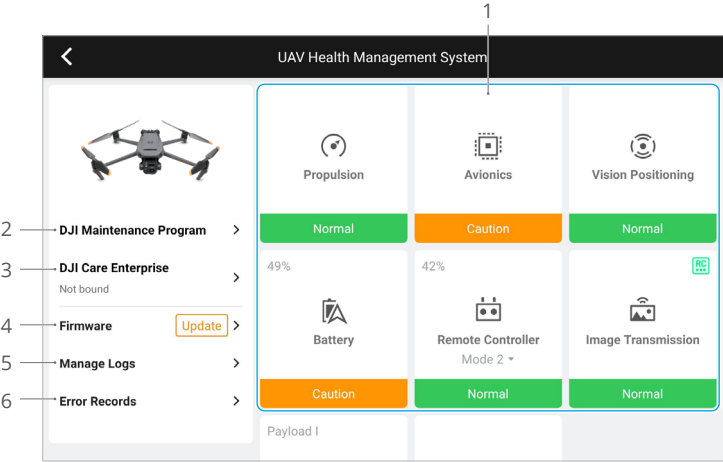 1
UAV Health Management System
Propulsion
Normal
Avionics
Caution
Vision Positioning
Normal
2
DJI Maintenance Program
3
DJI Care Enterprise
Not bound
4
Firmware
Update
5
Manage Logs
6
Error Records
49%
Battery
Caution
42%
Remote Controller
Mode 2
Normal
RC
Image Transmission
Normal
Payload I